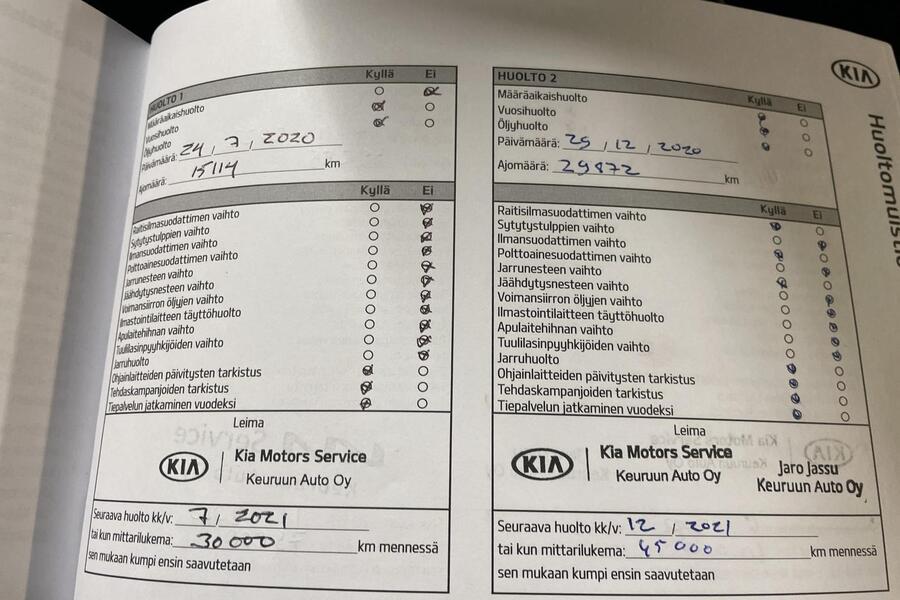 HUOLTO 1 Kyllä Ei
Määräaikaishuolto
Vuosihuolto
Öljyhuolto
Päivämäärä: 24 / 7 / 2020
Ajomäärä: 15114 km
Kyllä Ei
Raitisilmasuodattimen vaihto
Sytytystulppien vaihto
Ilmansuodattimen vaihto
Polttoainesuodattimen vaihto
Jarrunesteen vaihto
Jäähdytysnesteen vaihto
Voimansiirron öljyjen vaihto
Ilmastointilaitteen täyttöhuolto
Apulaitehihnan vaihto
Tuulilasinpyyhkijöiden vaihto
Jarruhuolto
Ohjainlaitteiden päivitysten tarkistus
Tehdaskampanjoiden tarkistus
Tiepalvelun jatkaminen vuodeksi
Leima
KIA Kia Motors Service
Keuruun Auto Oy
Seuraava huolto kk/v: 7 / 2021
tai kun mittarilukema: 30 000 km mennessä
sen mukaan kumpi ensin saavutetaan
HUOLTO 2 Kyllä Ei
Määräaikaishuolto
Vuosihuolto
Öljyhuolto
Päivämäärä: 29 / 12 / 2020
Ajomäärä: 29872 km
Kyllä Ei
Raitisilmasuodattimen vaihto
Sytytystulppien vaihto
Ilmansuodattimen vaihto
Polttoainesuodattimen vaihto
Jarrunesteen vaihto
Jäähdytysnesteen vaihto
Voimansiirron öljyjen vaihto
Ilmastointilaitteen täyttöhuolto
Apulaitehihnan vaihto
Tuulilasinpyyhkijöiden vaihto
Jarruhuolto
Ohjainlaitteiden päivitysten tarkistus
Tehdaskampanjoiden tarkistus
Tiepalvelun jatkaminen vuodeksi
Leima
KIA Kia Motors Service
Keuruun Auto Oy
Jaro Jassu
Keuruun Auto Oy
Seuraava huolto kk/v: 12 / 2021
tai kun mittarilukema: 45 000 km mennessä
sen mukaan kumpi ensin saavutetaan
KIA